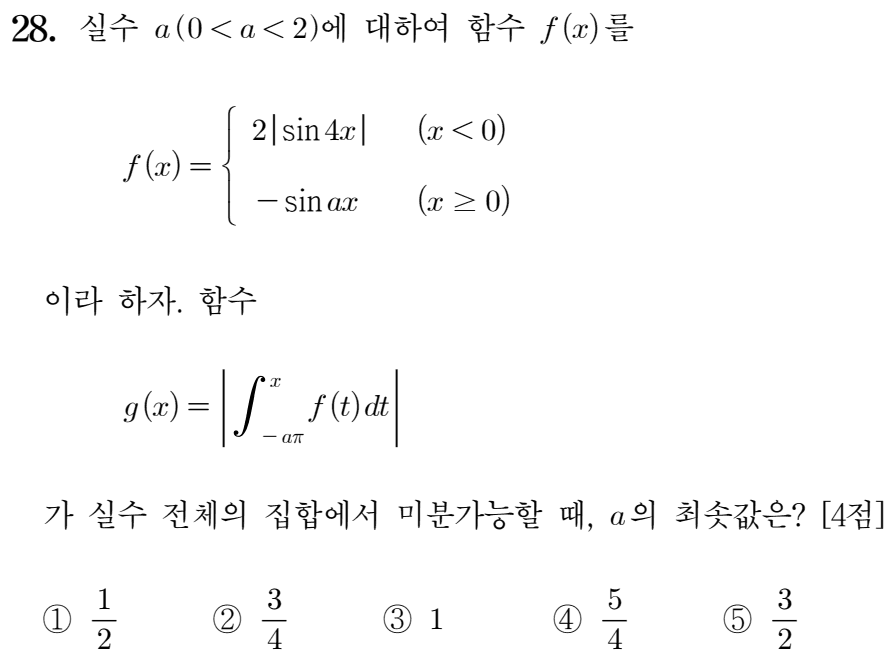 28. 실수 a(0<a<2)에 대하여 함수 f(x)를
f(x) = { 2|sin4x| (x<0)
−sin ax (x≥0)
이라 하자. 함수
g(x) = |∫_{−aπ}^{x} f(t)dt|
가 실수 전체의 집합에서 미분가능할 때, a의 최솟값은? [4점]
① 1/2 ② 3/4 ③ 1 ④ 5/4 ⑤ 3/2